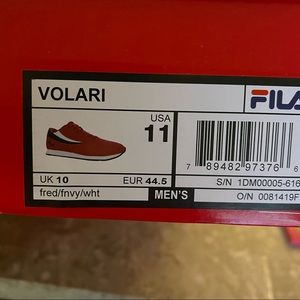 VOLARI
FILA
USA
11
UK 10
EUR 44.5
fred/fnvy/wht
MEN'S
7 89482 97376 6
S/N 1DM00005-616
O/N 0081419F